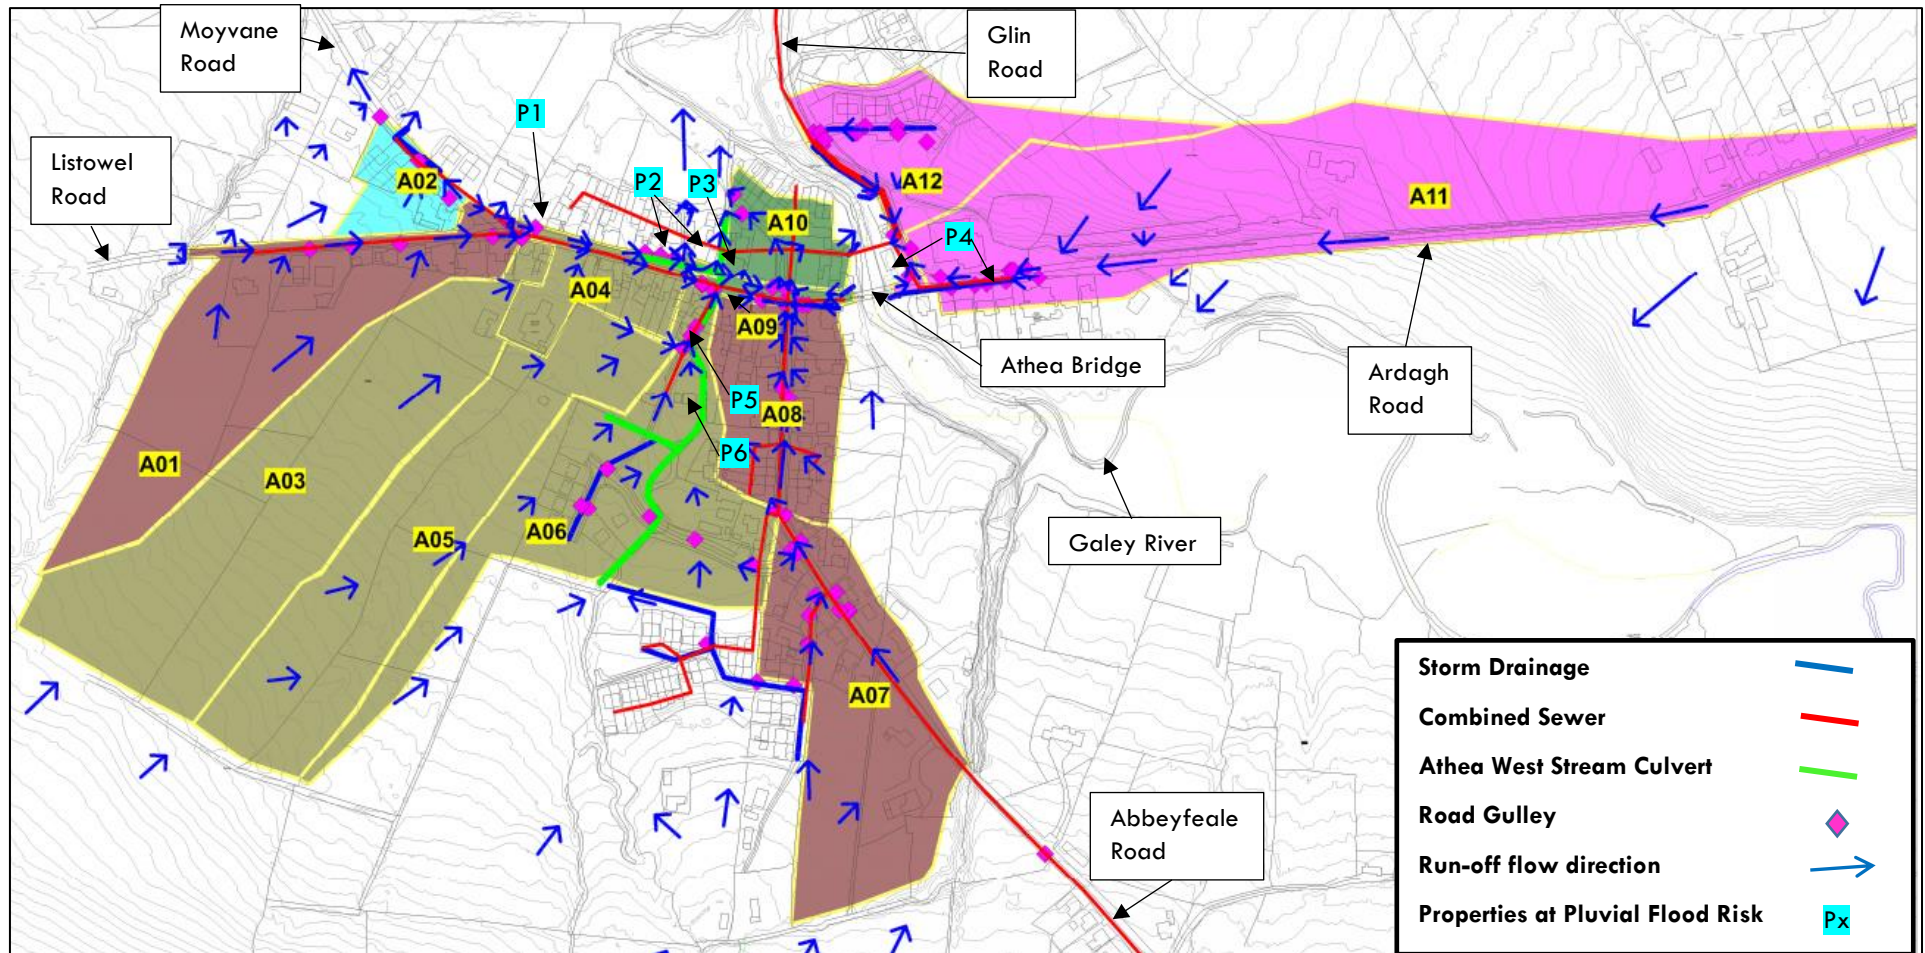 Moyvane
Road
Glin
Road
P1
Listowel
Road
A02
P2
P3
A10
A12
A11
P4
A04
A09
Athea Bridge
Ardagh
Road
P5
A08
P6
A01
A03
A05
A06
Galey River
A07
Abbeyfeale
Road
Storm Drainage
Combined Sewer
Athea West Stream Culvert
Road Gulley
Run-off flow direction
Properties at Pluvial Flood Risk
Px